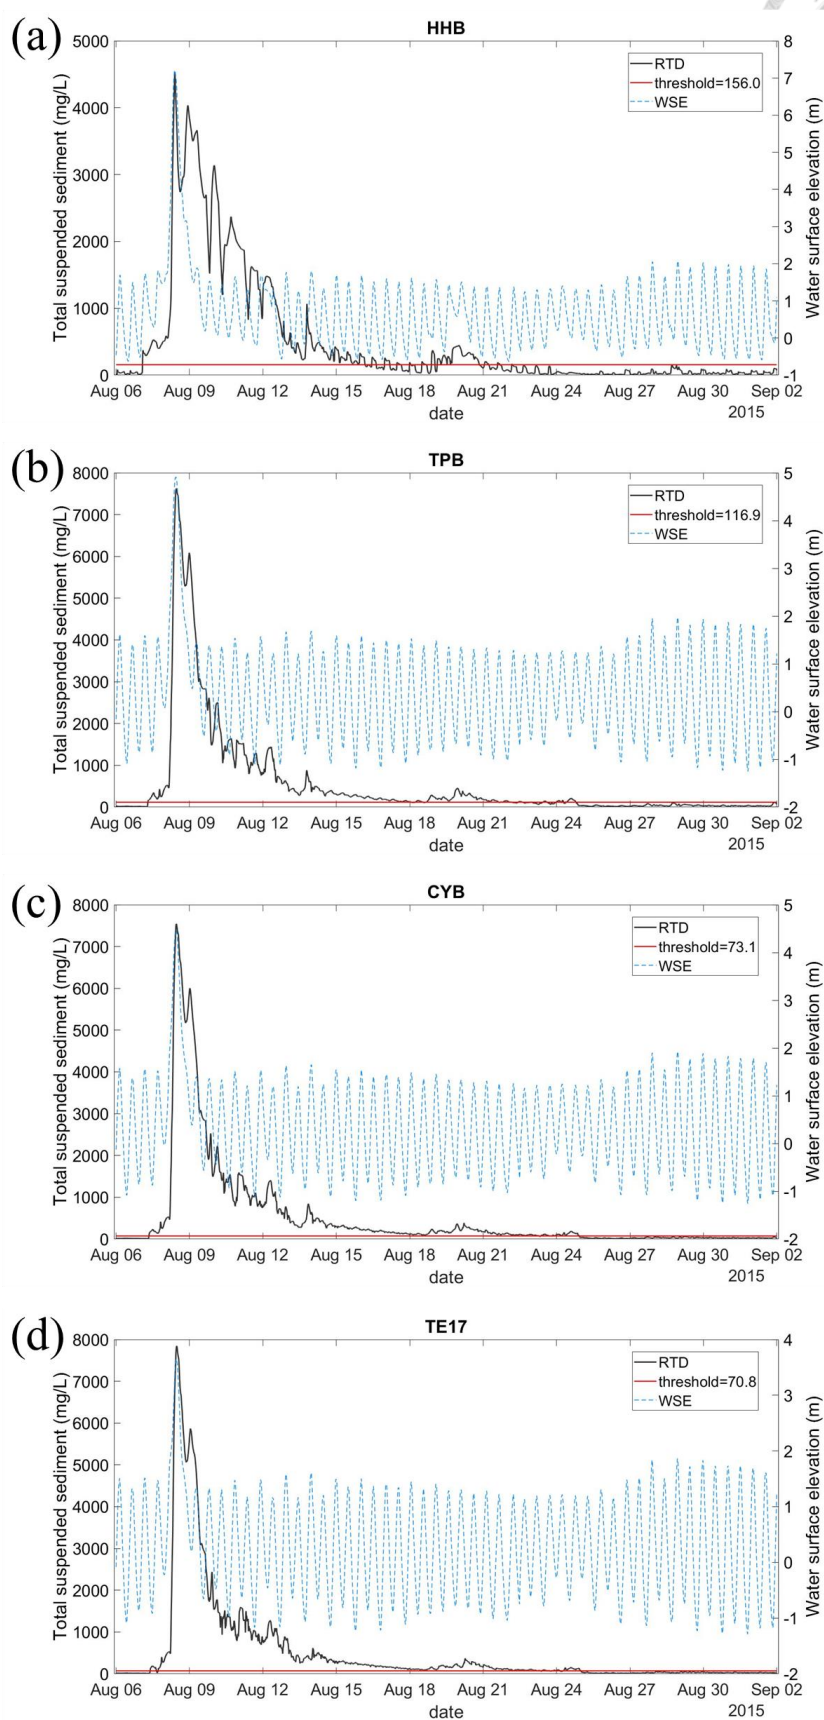 (a)
HHB
5000
4000
3000
2000
1000
0
Total suspended sediment (mg/L)
8
7
6
5
4
3
2
1
0
-1
Water surface elevation (m)
RTD
threshold=156.0
WSE
Aug 06 Aug 09 Aug 12 Aug 15 Aug 18 Aug 21 Aug 24 Aug 27 Aug 30 Sep 02
date
2015
(b)
TPB
8000
7000
6000
5000
4000
3000
2000
1000
0
Total suspended sediment (mg/L)
5
4
3
2
1
0
-1
-2
Water surface elevation (m)
RTD
threshold=116.9
WSE
Aug 06 Aug 09 Aug 12 Aug 15 Aug 18 Aug 21 Aug 24 Aug 27 Aug 30 Sep 02
date
2015
(c)
CYB
8000
7000
6000
5000
4000
3000
2000
1000
0
Total suspended sediment (mg/L)
5
4
3
2
1
0
-1
-2
Water surface elevation (m)
RTD
threshold=73.1
WSE
Aug 06 Aug 09 Aug 12 Aug 15 Aug 18 Aug 21 Aug 24 Aug 27 Aug 30 Sep 02
date
2015
(d)
TE17
8000
7000
6000
5000
4000
3000
2000
1000
0
Total suspended sediment (mg/L)
4
3
2
1
0
-1
-2
Water surface elevation (m)
RTD
threshold=70.8
WSE
Aug 06 Aug 09 Aug 12 Aug 15 Aug 18 Aug 21 Aug 24 Aug 27 Aug 30 Sep 02
date
2015